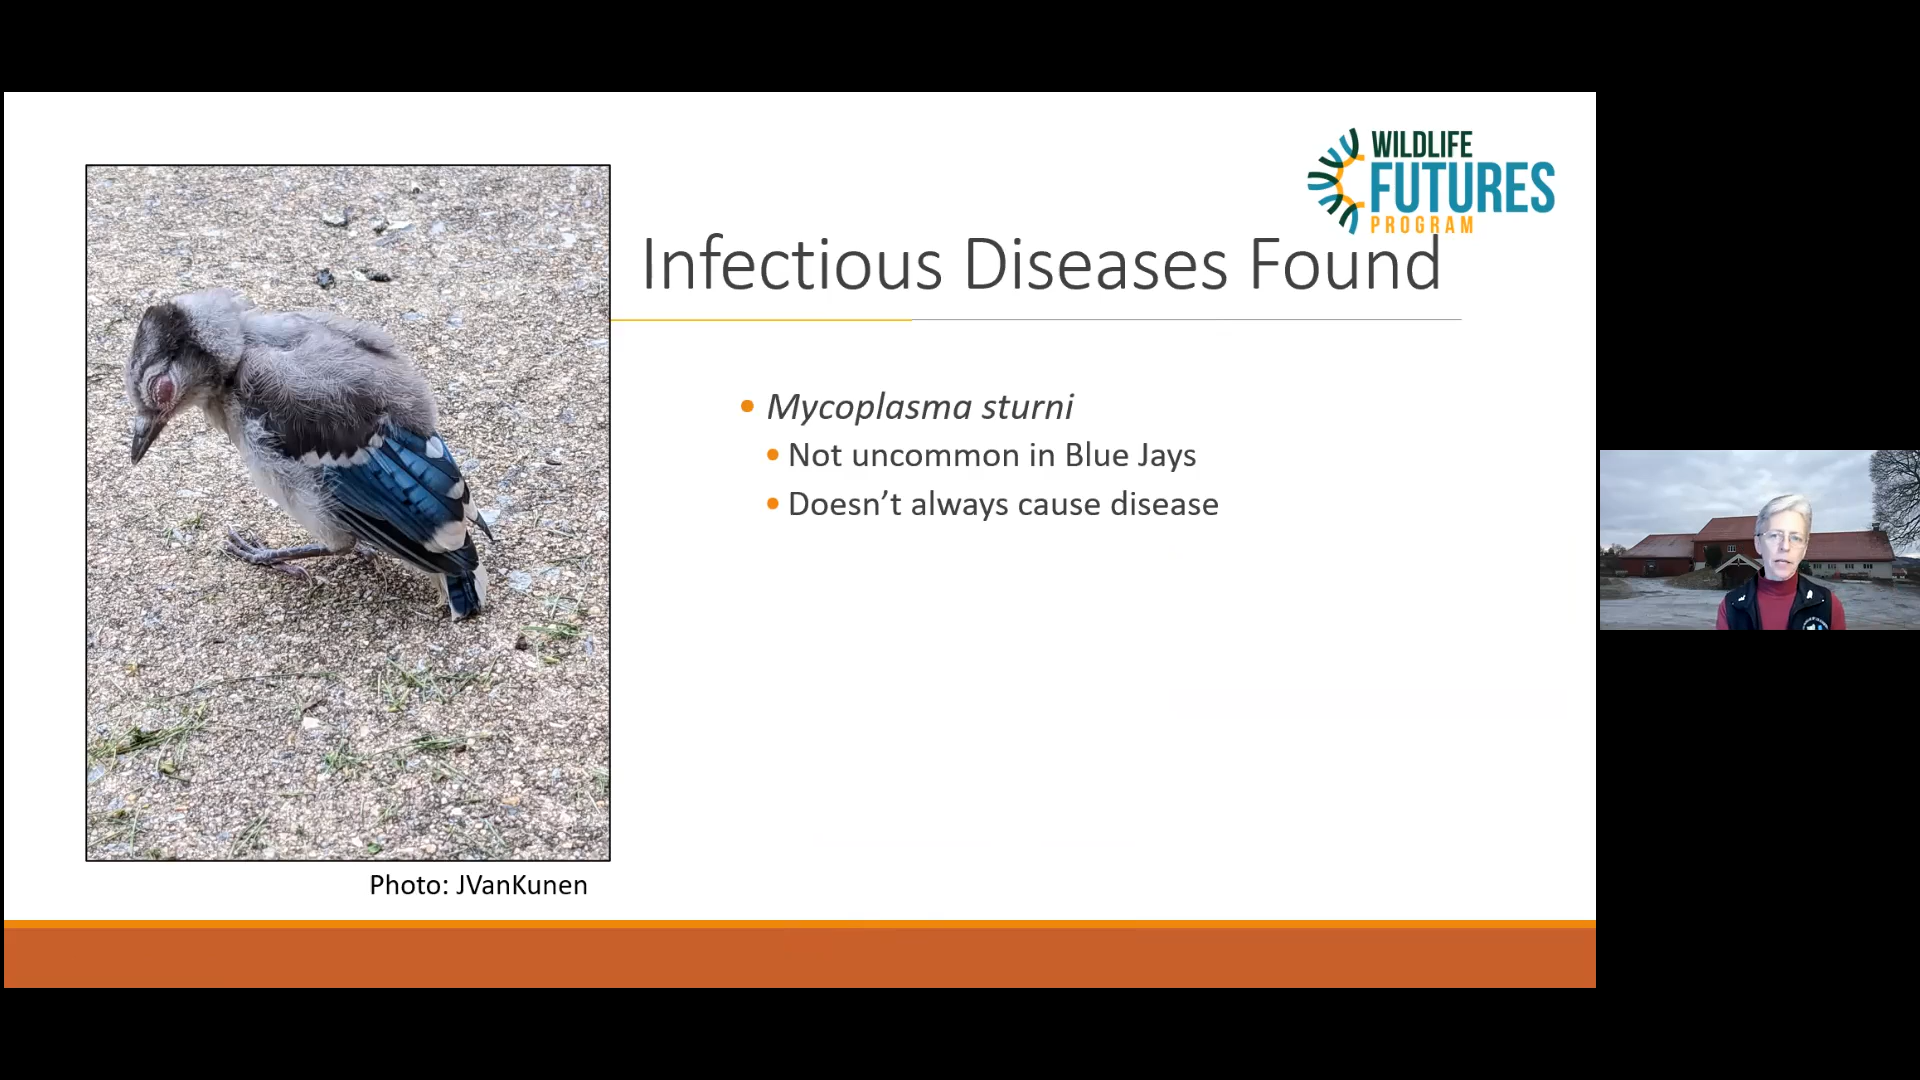 WILDLIFE
FUTURES
PROGRAM
Infectious Diseases Found
• Mycoplasma sturni
• Not uncommon in Blue Jays
• Doesn’t always cause disease
Photo: JVanKunen